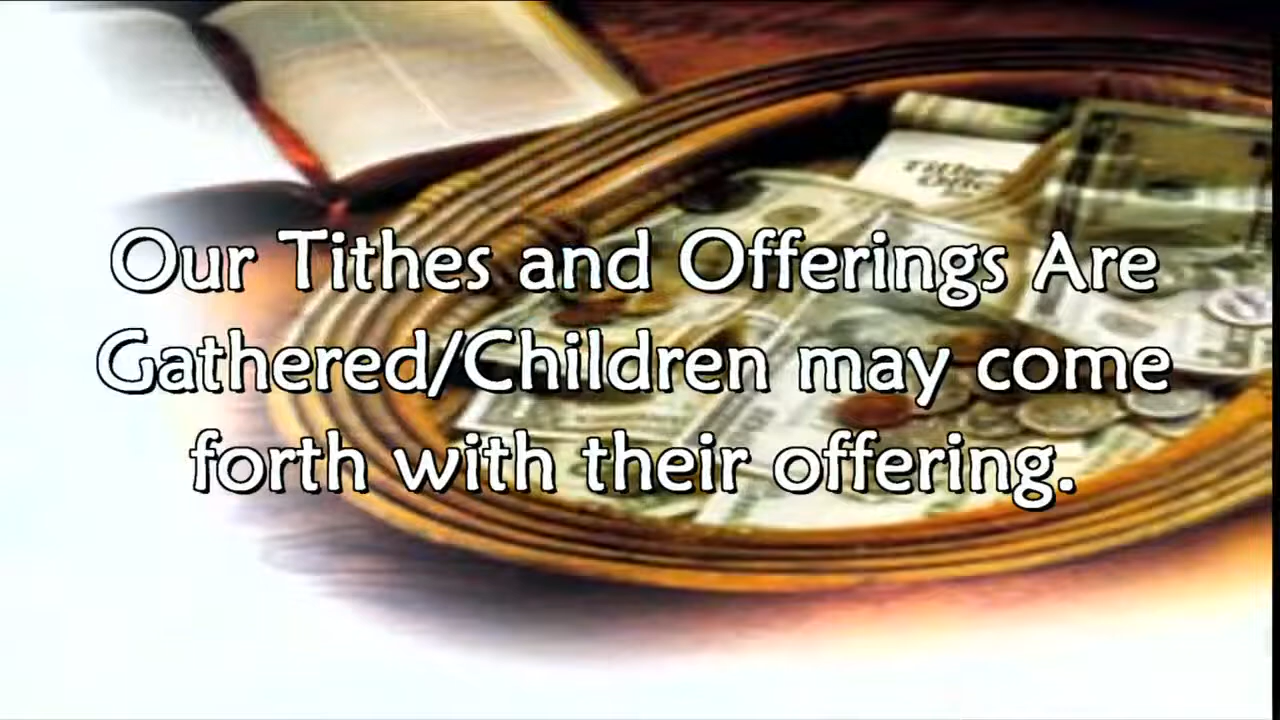 Our Tithes and Offerings Are
Gathered/Children may come
forth with their offering.